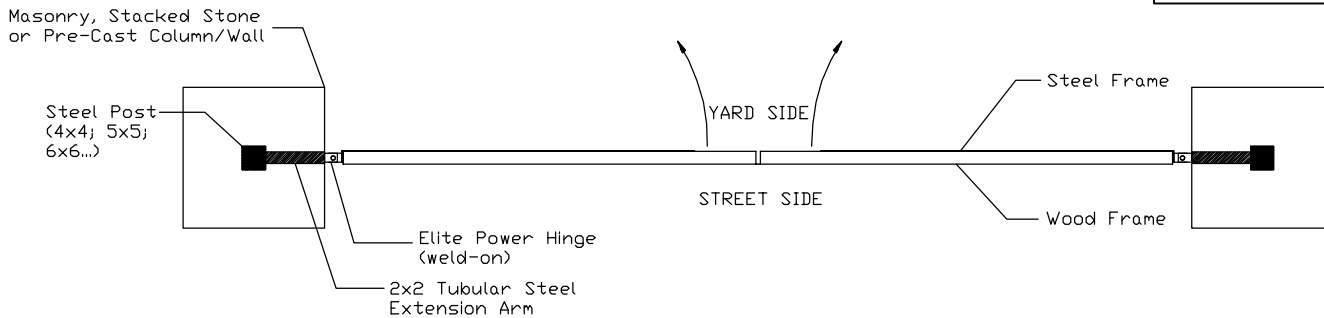 Masonry, Stacked Stone
or Pre-Cast Column/Wall
Steel Post
(4x4; 5x5;
6x6...)
YARD SIDE
Steel Frame
STREET SIDE
Wood Frame
Elite Power Hinge
(weld-on)
2x2 Tubular Steel
Extension Arm